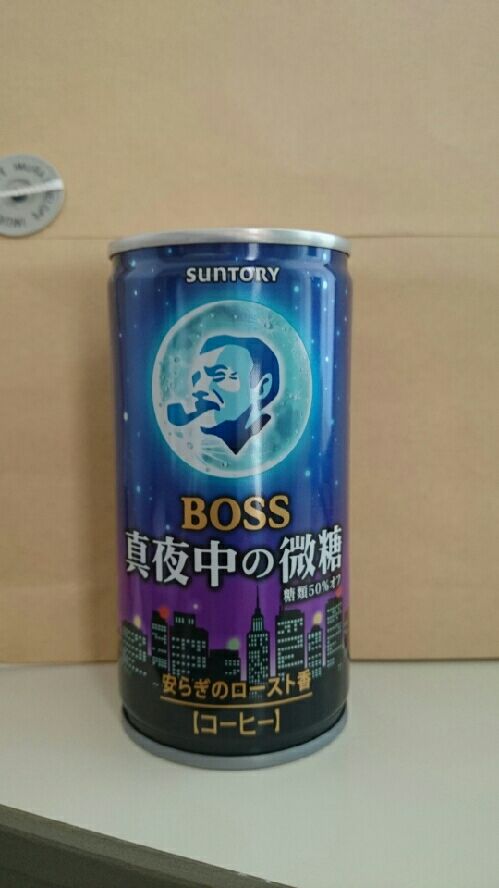 SUNTORY
BOSS
真夜中の微糖
糖類50%オフ
~安らぎのロースト香
【コーヒー】